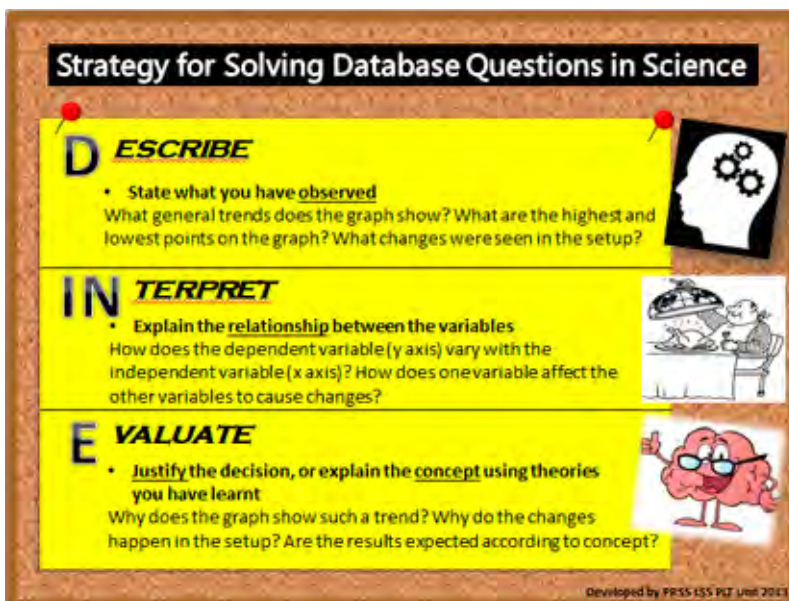 Strategy for Solving Database Questions in Science
DESCRIBE
• State what you have observed
What general trends does the graph show? What are the highest and
lowest points on the graph? What changes were seen in the setup?
INTERPRET
• Explain the relationship between the variables
How does the dependent variable (y axis) vary with the
independent variable (x axis)? How does one variable affect the
other variables to cause changes?
EVALUATE
• Justify the decision, or explain the concept using theories
you have learnt
Why does the graph show such a trend? Why do the changes
happen in the setup? Are the results expected according to concept?
Developed by PRSS LSS PLT Unit 2013